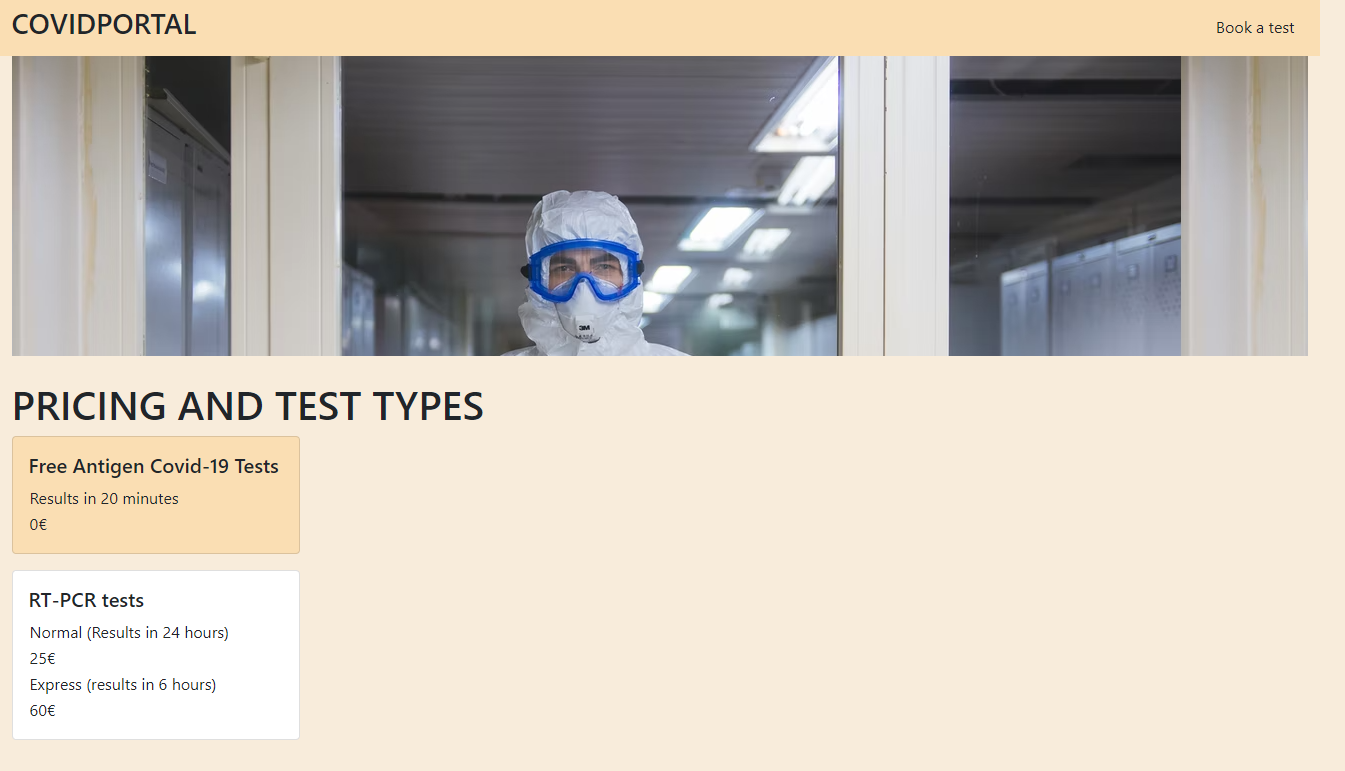 COVIDPORTAL
Book a test
3M
PRICING AND TEST TYPES
Free Antigen Covid-19 Tests
Results in 20 minutes
0€
RT-PCR tests
Normal (Results in 24 hours)
25€
Express (results in 6 hours)
60€